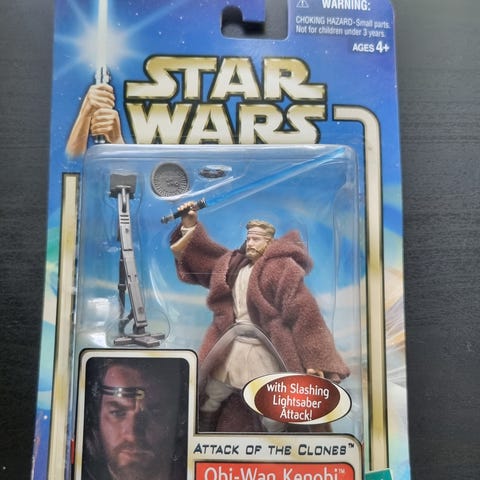 WARNING:
CHOKING HAZARD-Small parts.
Not for children under 3 years.
AGES 4+
STAR
WARS
with Slashing
Lightsaber
Attack!
ATTACK OF THE CLONES™
Obi-Wan Kenobi™